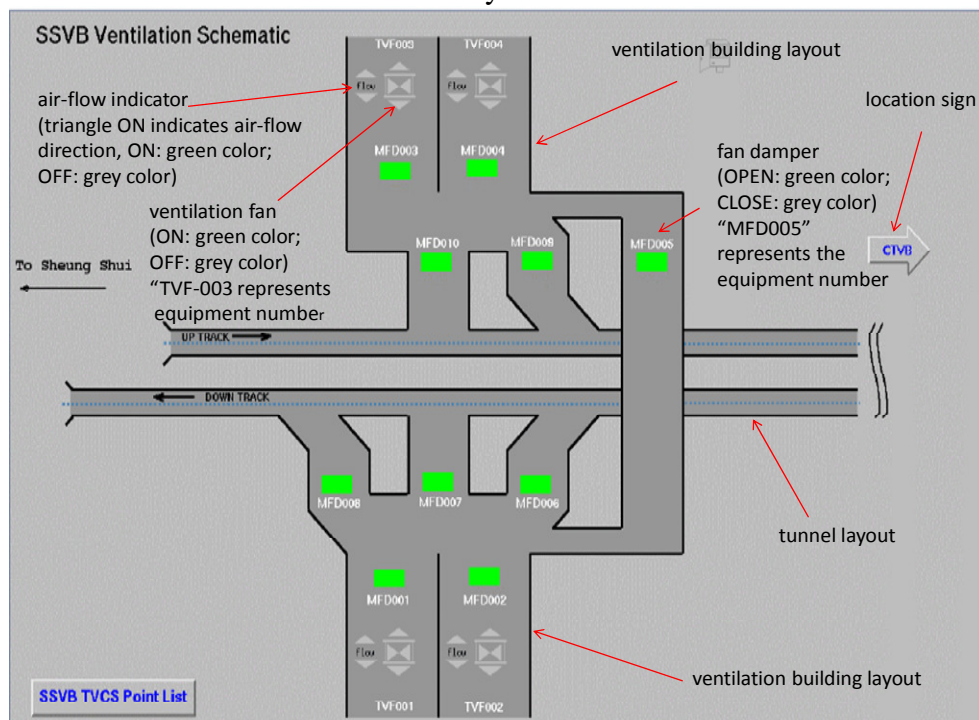 SSVB Ventilation Schematic
TVF003
TVF004
ventilation building layout
air-flow indicator
(triangle ON indicates air-flow
direction, ON: green color;
OFF: grey color)
flow
flow
location sign
MFD003
MFD004
fan damper
(OPEN: green color;
CLOSE: grey color)
"MFD005"
represents the
equipment number
ventilation fan
(ON: green color;
OFF: grey color)
"TVF-003 represents
equipment number
MFD010
MFD009
MFD005
CTVB
To Sheung Shui
UP TRACK
DOWN TRACK
MFD008
MFD007
MFD006
tunnel layout
MFD001
MFD002
flow
flow
ventilation building layout
SSVB TVCS Point List
TVF001
TVF002